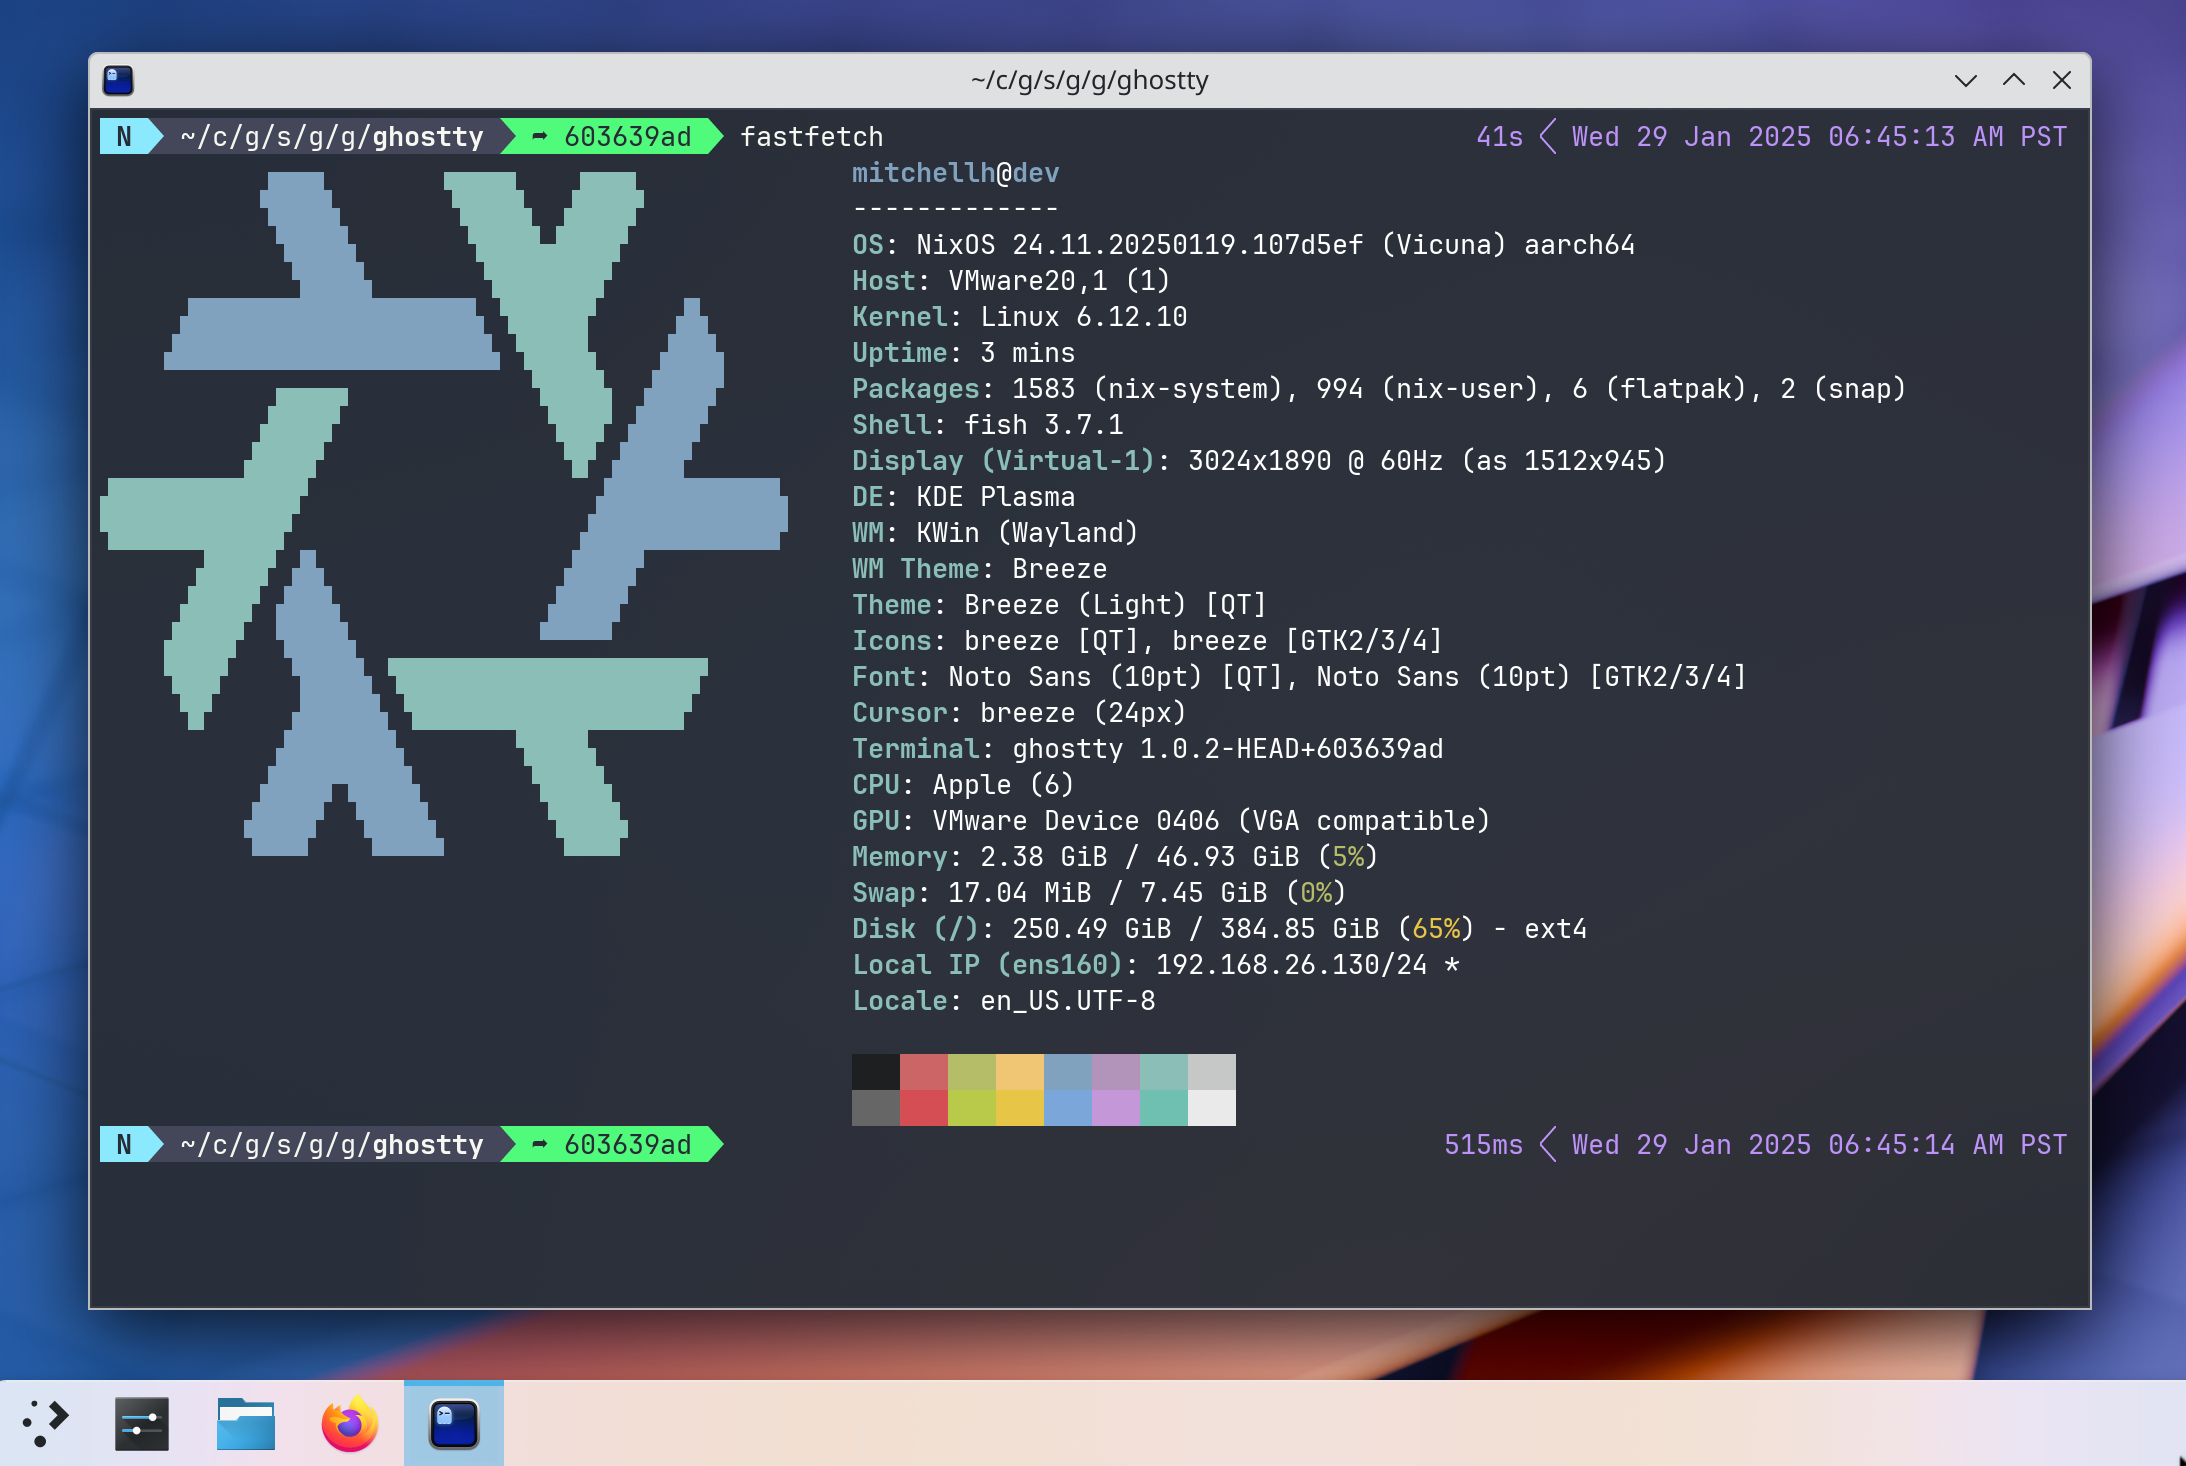 ~/c/g/s/g/g/ghostty
N ~/c/g/s/g/g/ghostty ➦ 603639ad fastfetch 41s Wed 29 Jan 2025 06:45:13 AM PST
mitchellh@dev
-------------
OS: NixOS 24.11.20250119.107d5ef (Vicuna) aarch64
Host: VMware20,1 (1)
Kernel: Linux 6.12.10
Uptime: 3 mins
Packages: 1583 (nix-system), 994 (nix-user), 6 (flatpak), 2 (snap)
Shell: fish 3.7.1
Display (Virtual-1): 3024x1890 @ 60Hz (as 1512x945)
DE: KDE Plasma
WM: KWin (Wayland)
WM Theme: Breeze
Theme: Breeze (Light) [QT]
Icons: breeze [QT], breeze [GTK2/3/4]
Font: Noto Sans (10pt) [QT], Noto Sans (10pt) [GTK2/3/4]
Cursor: breeze (24px)
Terminal: ghostty 1.0.2-HEAD+603639ad
CPU: Apple (6)
GPU: VMware Device 0406 (VGA compatible)
Memory: 2.38 GiB / 46.93 GiB (5%)
Swap: 17.04 MiB / 7.45 GiB (0%)
Disk (/): 250.49 GiB / 384.85 GiB (65%) - ext4
Local IP (ens160): 192.168.26.130/24 *
Locale: en_US.UTF-8
N ~/c/g/s/g/g/ghostty ➦ 603639ad 515ms Wed 29 Jan 2025 06:45:14 AM PST